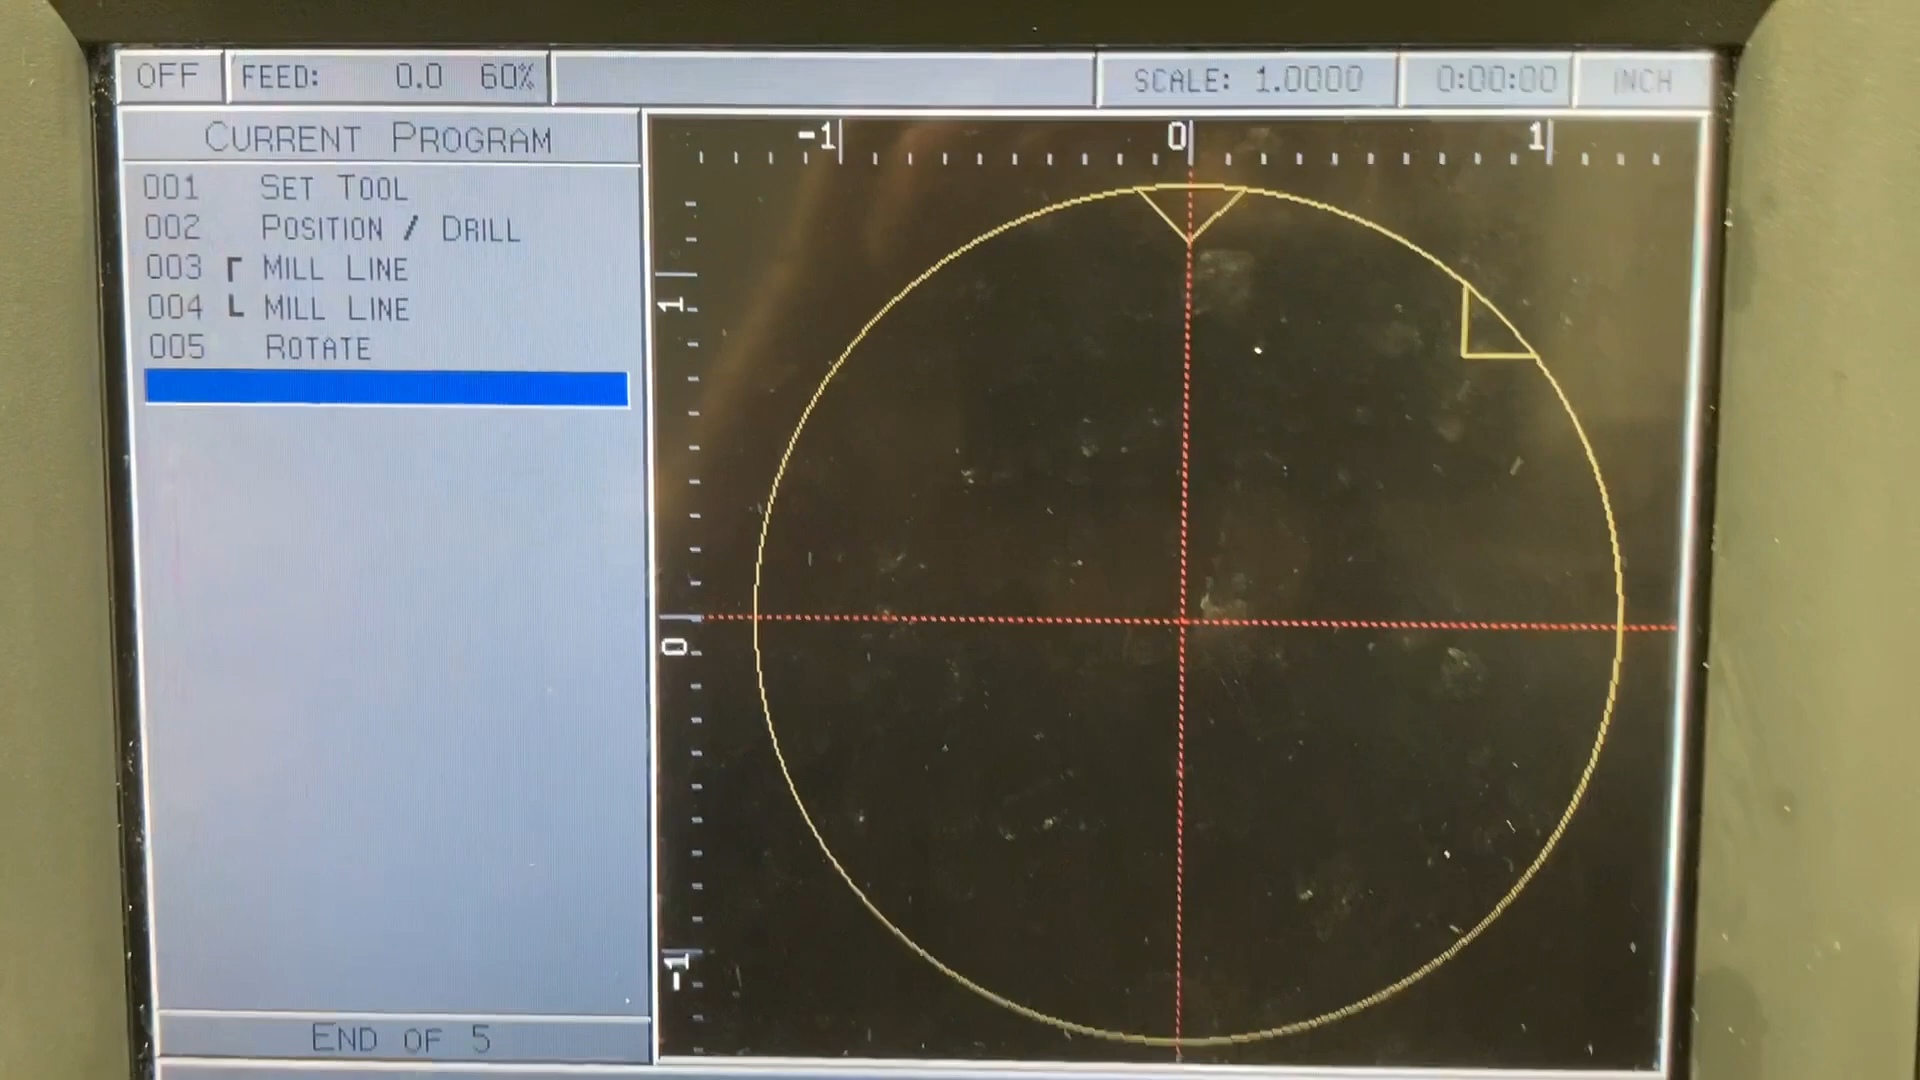 OFF FEED: 0.0 60% SCALE: 1.0000 0:00:00 INCH
CURRENT PROGRAM
001 SET TOOL
002 POSITION / DRILL
003 MILL LINE
004 MILL LINE
005 ROTATE
END OF 5
-1 0 1
1
0
-1